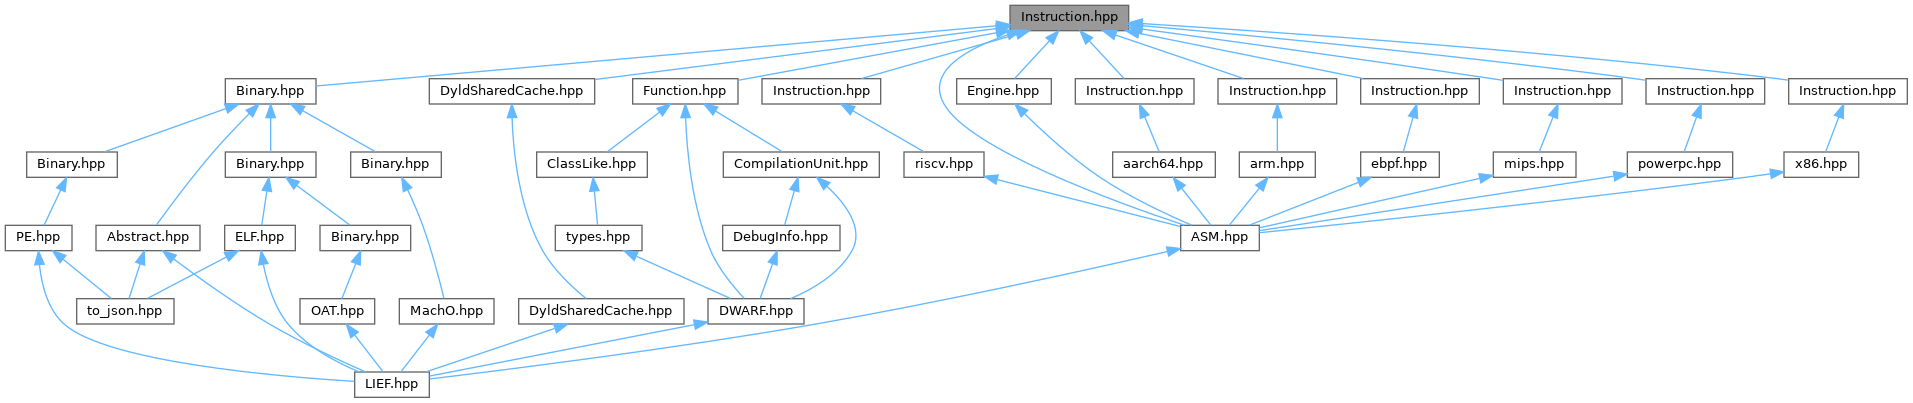 Instruction.hpp
Binary.hpp
DyldSharedCache.hpp
Function.hpp
Instruction.hpp
Engine.hpp
Instruction.hpp
Instruction.hpp
Instruction.hpp
Instruction.hpp
Instruction.hpp
Instruction.hpp
Binary.hpp
Binary.hpp
Binary.hpp
ClassLike.hpp
CompilationUnit.hpp
riscv.hpp
aarch64.hpp
arm.hpp
ebpf.hpp
mips.hpp
powerpc.hpp
x86.hpp
PE.hpp
Abstract.hpp
ELF.hpp
Binary.hpp
types.hpp
DebugInfo.hpp
ASM.hpp
to_json.hpp
OAT.hpp
MachO.hpp
DyldSharedCache.hpp
DWARF.hpp
LIEF.hpp